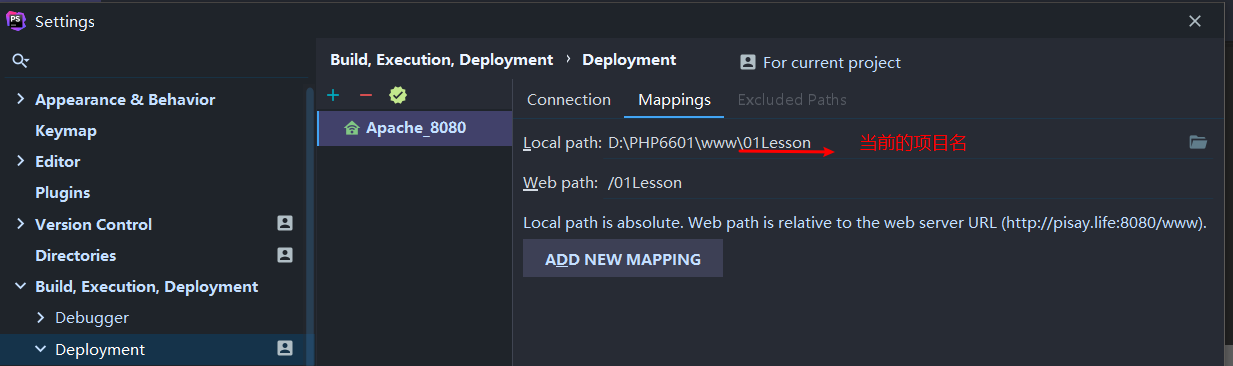 PS
Settings
Appearance & Behavior
Keymap
Editor
Plugins
Version Control
Directories
Build, Execution, Deployment
Debugger
Deployment
Build, Execution, Deployment › Deployment
For current project
Apache_8080
Connection Mappings Excluded Paths
Local path: D:\PHP6601\www\01Lesson 当前的项目名
Web path: /01Lesson
Local path is absolute. Web path is relative to the web server URL (http://pisay.life:8080/www).
ADD NEW MAPPING